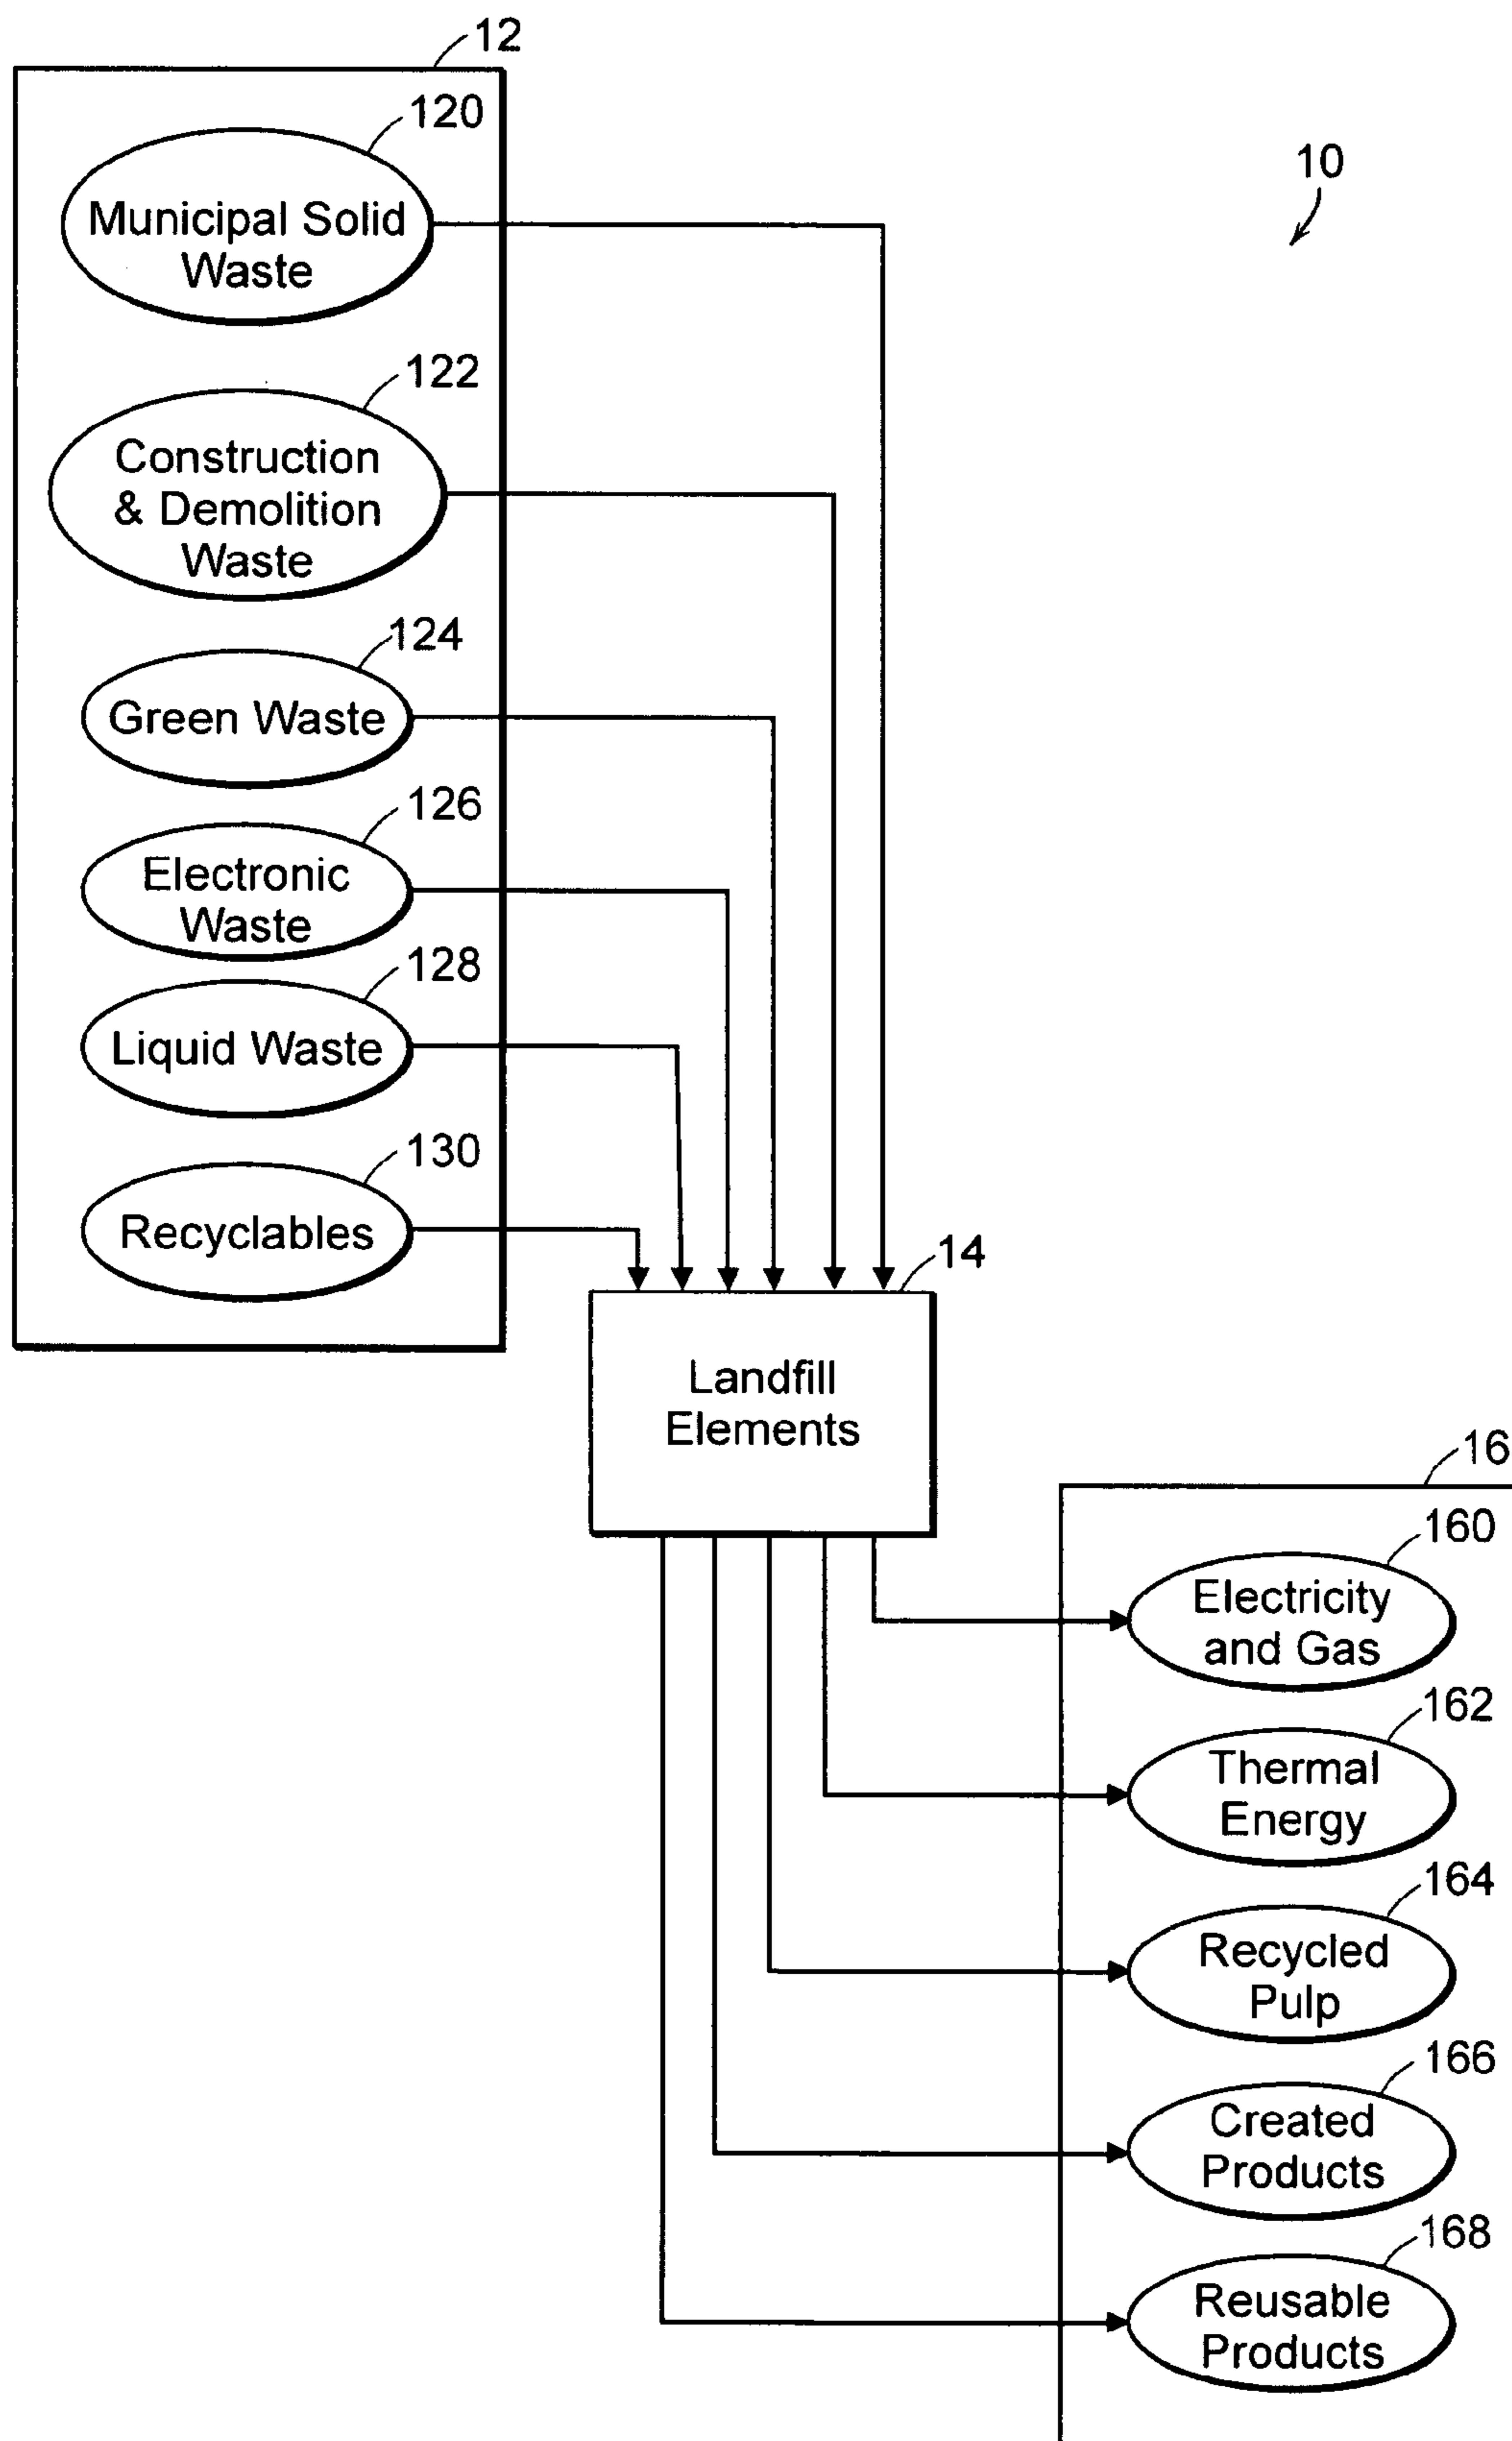 12
120
Municipal Solid
Waste
10
122
Construction
& Demolition
Waste
124
Green Waste
126
Electronic
Waste
128
Liquid Waste
130
Recyclables
14
Landfill
Elements
16
160
Electricity
and Gas
162
Thermal
Energy
164
Recycled
Pulp
166
Created
Products
168
Reusable
Products